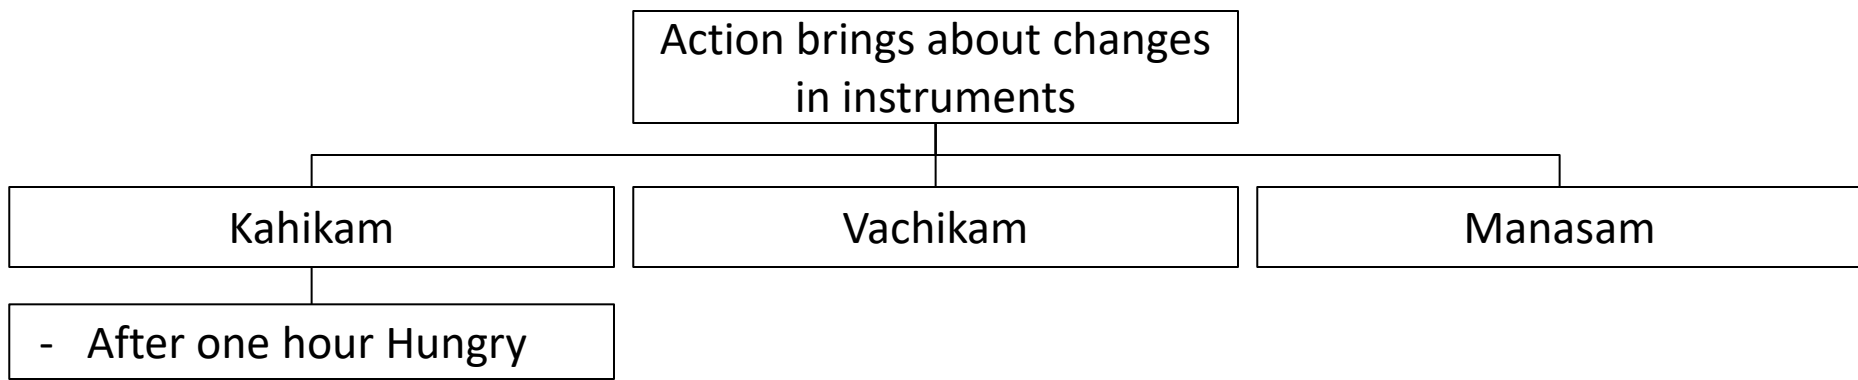 Action brings about changes
in instruments
Kahikam
Vachikam
Manasam
- After one hour Hungry